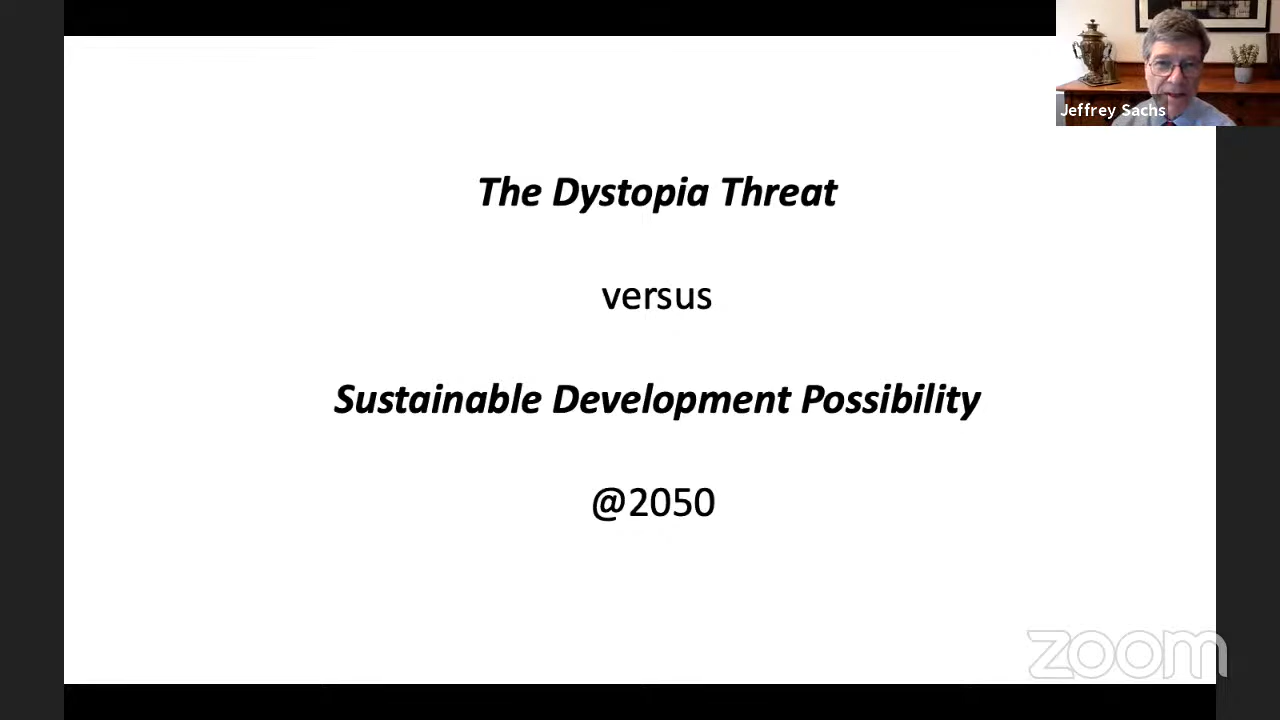 Jeffrey Sachs
The Dystopia Threat
versus
Sustainable Development Possibility
@2050
zoom